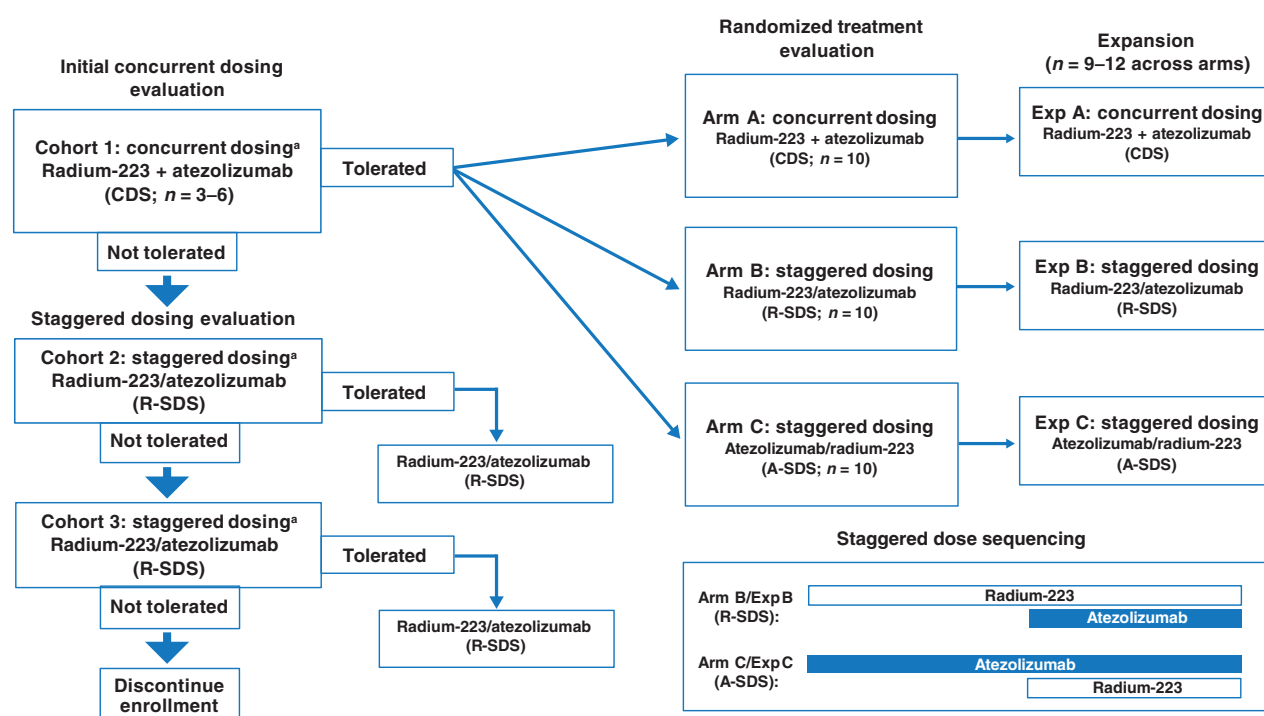 Initial concurrent dosing
evaluation
Cohort 1: concurrent dosingᵃ
Radium-223 + atezolizumab
(CDS; n = 3–6)
Tolerated
Not tolerated
Staggered dosing evaluation
Cohort 2: staggered dosingᵃ
Radium-223/atezolizumab
(R-SDS)
Tolerated
Not tolerated
Radium-223/atezolizumab
(R-SDS)
Cohort 3: staggered dosingᵃ
Radium-223/atezolizumab
(R-SDS)
Tolerated
Not tolerated
Radium-223/atezolizumab
(R-SDS)
Discontinue
enrollment
Randomized treatment
evaluation
Arm A: concurrent dosing
Radium-223 + atezolizumab
(CDS; n = 10)
Arm B: staggered dosing
Radium-223/atezolizumab
(R-SDS; n = 10)
Arm C: staggered dosing
Atezolizumab/radium-223
(A-SDS; n = 10)
Expansion
(n = 9–12 across arms)
Exp A: concurrent dosing
Radium-223 + atezolizumab
(CDS)
Exp B: staggered dosing
Radium-223/atezolizumab
(R-SDS)
Exp C: staggered dosing
Atezolizumab/radium-223
(A-SDS)
Staggered dose sequencing
Arm B/Exp B
(R-SDS):
Radium-223
Atezolizumab
Arm C/Exp C
(A-SDS):
Atezolizumab
Radium-223